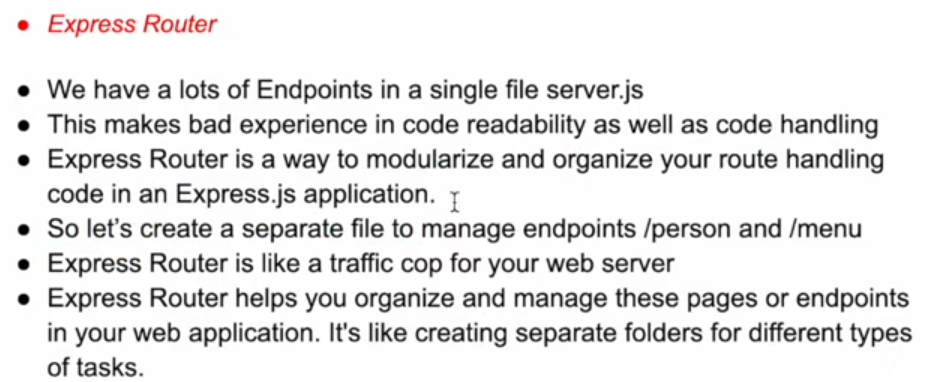 ● Express Router
● We have a lots of Endpoints in a single file server.js
● This makes bad experience in code readability as well as code handling
● Express Router is a way to modularize and organize your route handling
code in an Express.js application.
● So let's create a separate file to manage endpoints /person and /menu
● Express Router is like a traffic cop for your web server
● Express Router helps you organize and manage these pages or endpoints
in your web application. It's like creating separate folders for different types
of tasks.